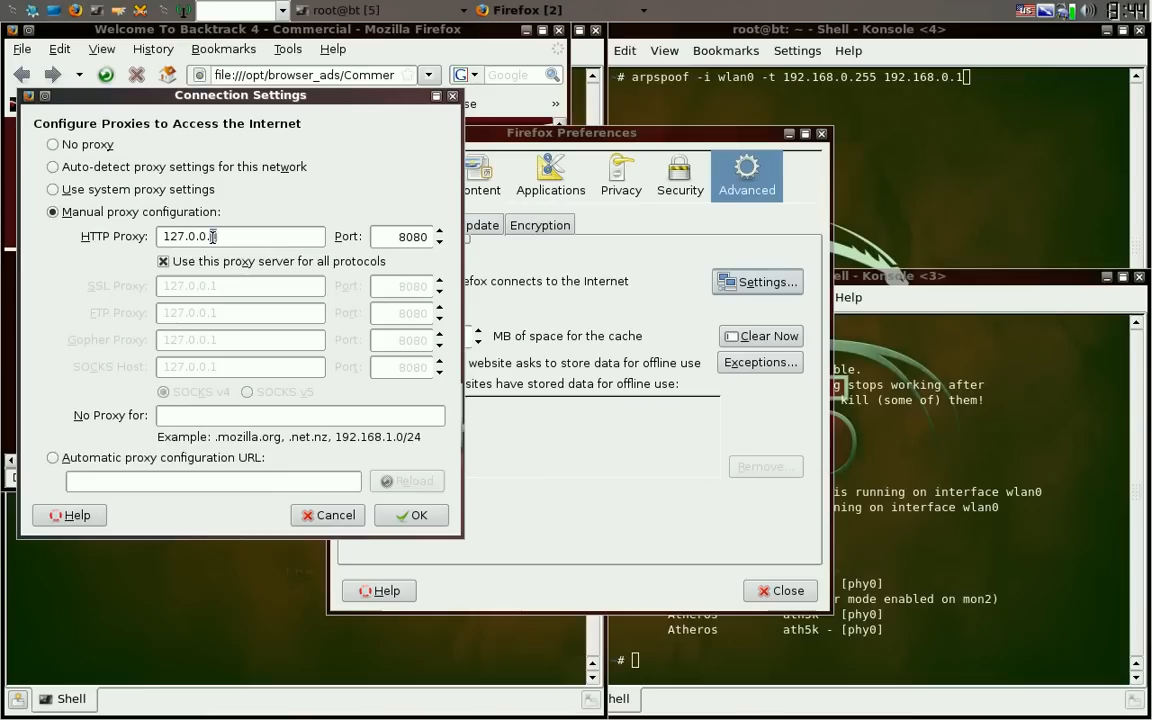 root@bt [5]
Firefox [2]
8:44
Welcome To Backtrack 4 - Commercial - Mozilla Firefox
File Edit View History Bookmarks Tools Help
file:///opt/browser_ads/Commer
Google
root@bt: ~ - Shell - Konsole <4>
Edit View Bookmarks Settings Help
# arpspoof -i wlan0 -t 192.168.0.255 192.168.0.1
Connection Settings
Configure Proxies to Access the Internet
No proxy
Auto-detect proxy settings for this network
Use system proxy settings
Manual proxy configuration:
HTTP Proxy: 127.0.0. Port: 8080
Use this proxy server for all protocols
SSL Proxy: 127.0.0.1 Port: 8080
FTP Proxy: 127.0.0.1 Port: 8080
Gopher Proxy: 127.0.0.1 Port: 8080
SOCKS Host: 127.0.0.1 Port: 8080
SOCKS v4 SOCKS v5
No Proxy for:
Example: .mozilla.org, .net.nz, 192.168.1.0/24
Automatic proxy configuration URL:
Reload
Help Cancel OK
Firefox Preferences
ontent Applications Privacy Security Advanced
pdate Encryption
efox connects to the Internet Settings...
MB of space for the cache Clear Now
website asks to store data for offline use Exceptions...
sites have stored data for offline use:
Remove...
Help Close
ell - Konsole <3>
Help
ble.
g stops working after
kill (some of) them!
is running on interface wlan0
ning on interface wlan0
[phy0]
r mode enabled on mon2)
Atheros ath5k - [phy0]
Atheros ath5k - [phy0]
~#
Shell
hell